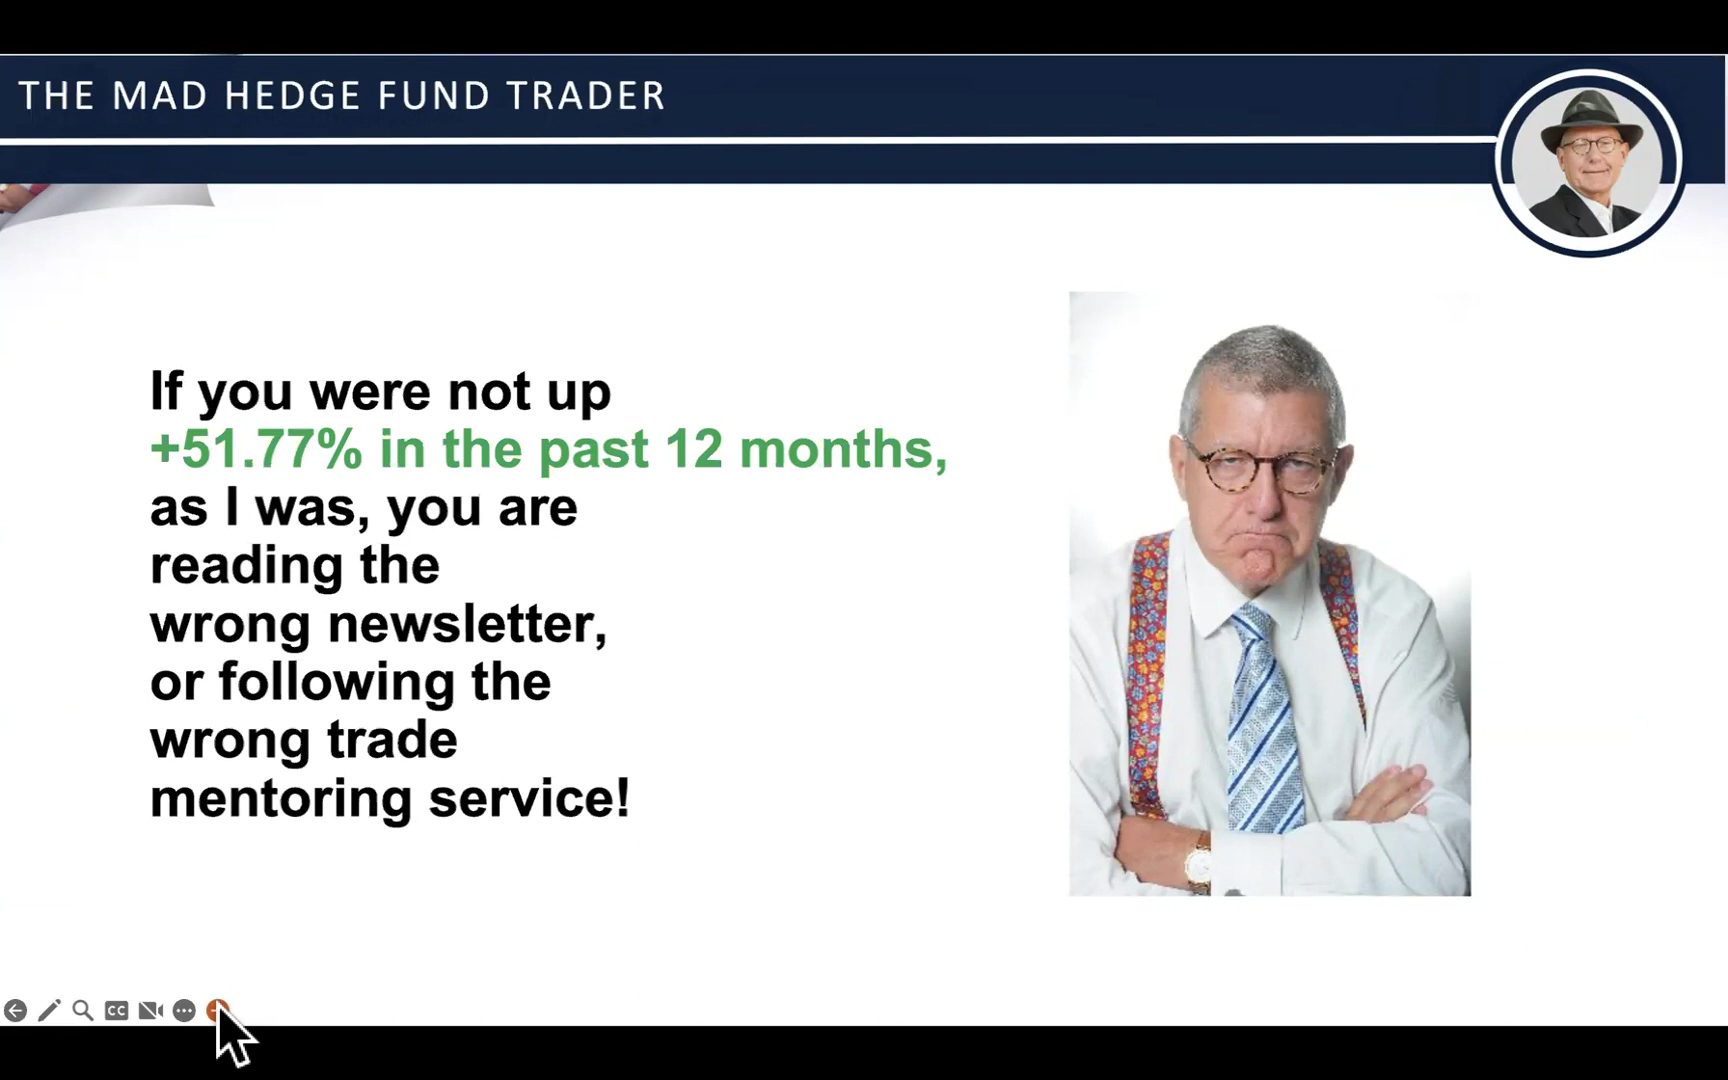 THE MAD HEDGE FUND TRADER
If you were not up
+51.77% in the past 12 months,
as I was, you are
reading the
wrong newsletter,
or following the
wrong trade
mentoring service!
CC